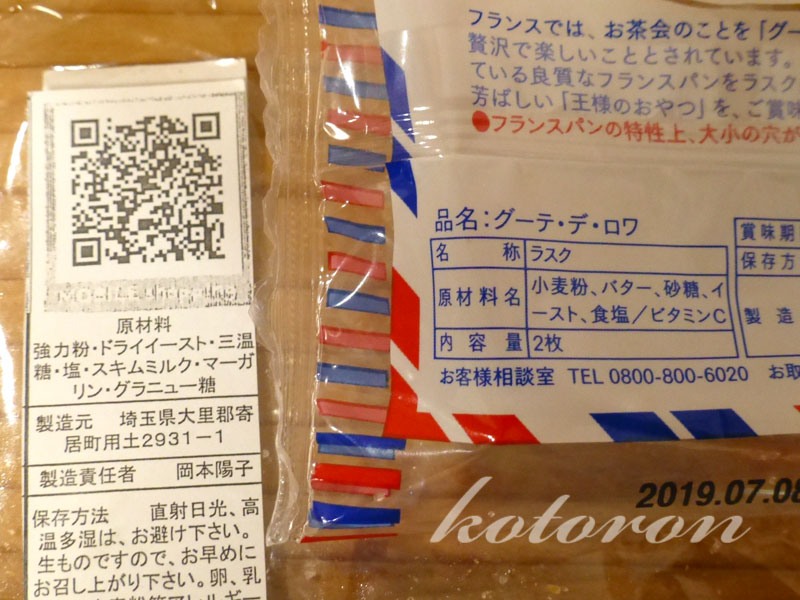 原材料
強力粉・ドライイースト・三温
糖・塩・スキムミルク・マーガ
リン・グラニュー糖
製造元 埼玉県大里郡寄
居町用土2931－1
製造責任者 岡本陽子
保存方法 直射日光、高
温多湿は、お避け下さい。
生ものですので、お早めに
お召し上がり下さい。卵、乳
フランスでは、お茶会のことを「グー
贅沢で楽しいこととされています。
ている良質なフランスパンをラスク
芳ばしい「王様のおやつ」を、ご賞味
●フランスパンの特性上、大小の穴が
品名：グーテ・デ・ロワ
名称 ラスク
原材料名 小麦粉、バター、砂糖、イ
ースト、食塩／ビタミンC
内容量 2枚
賞味期
保存方
製造
お客様相談室 TEL 0800-800-6020 お取
2019.07.08
kotoron